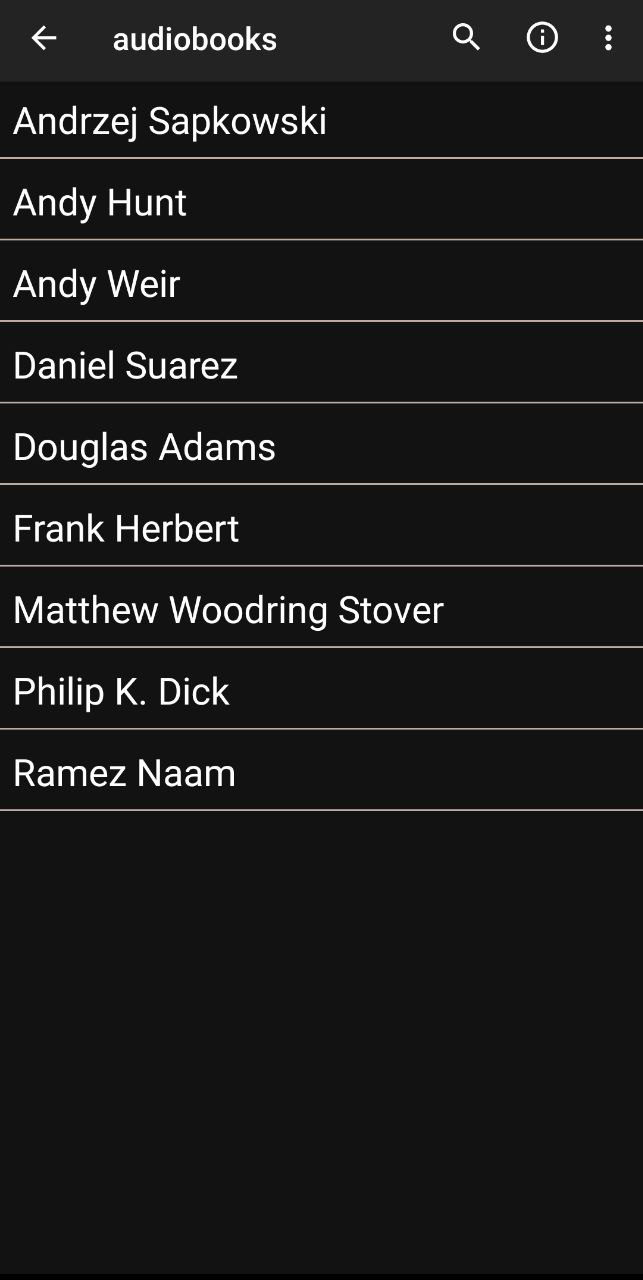 audiobooks
Andrzej Sapkowski
Andy Hunt
Andy Weir
Daniel Suarez
Douglas Adams
Frank Herbert
Matthew Woodring Stover
Philip K. Dick
Ramez Naam